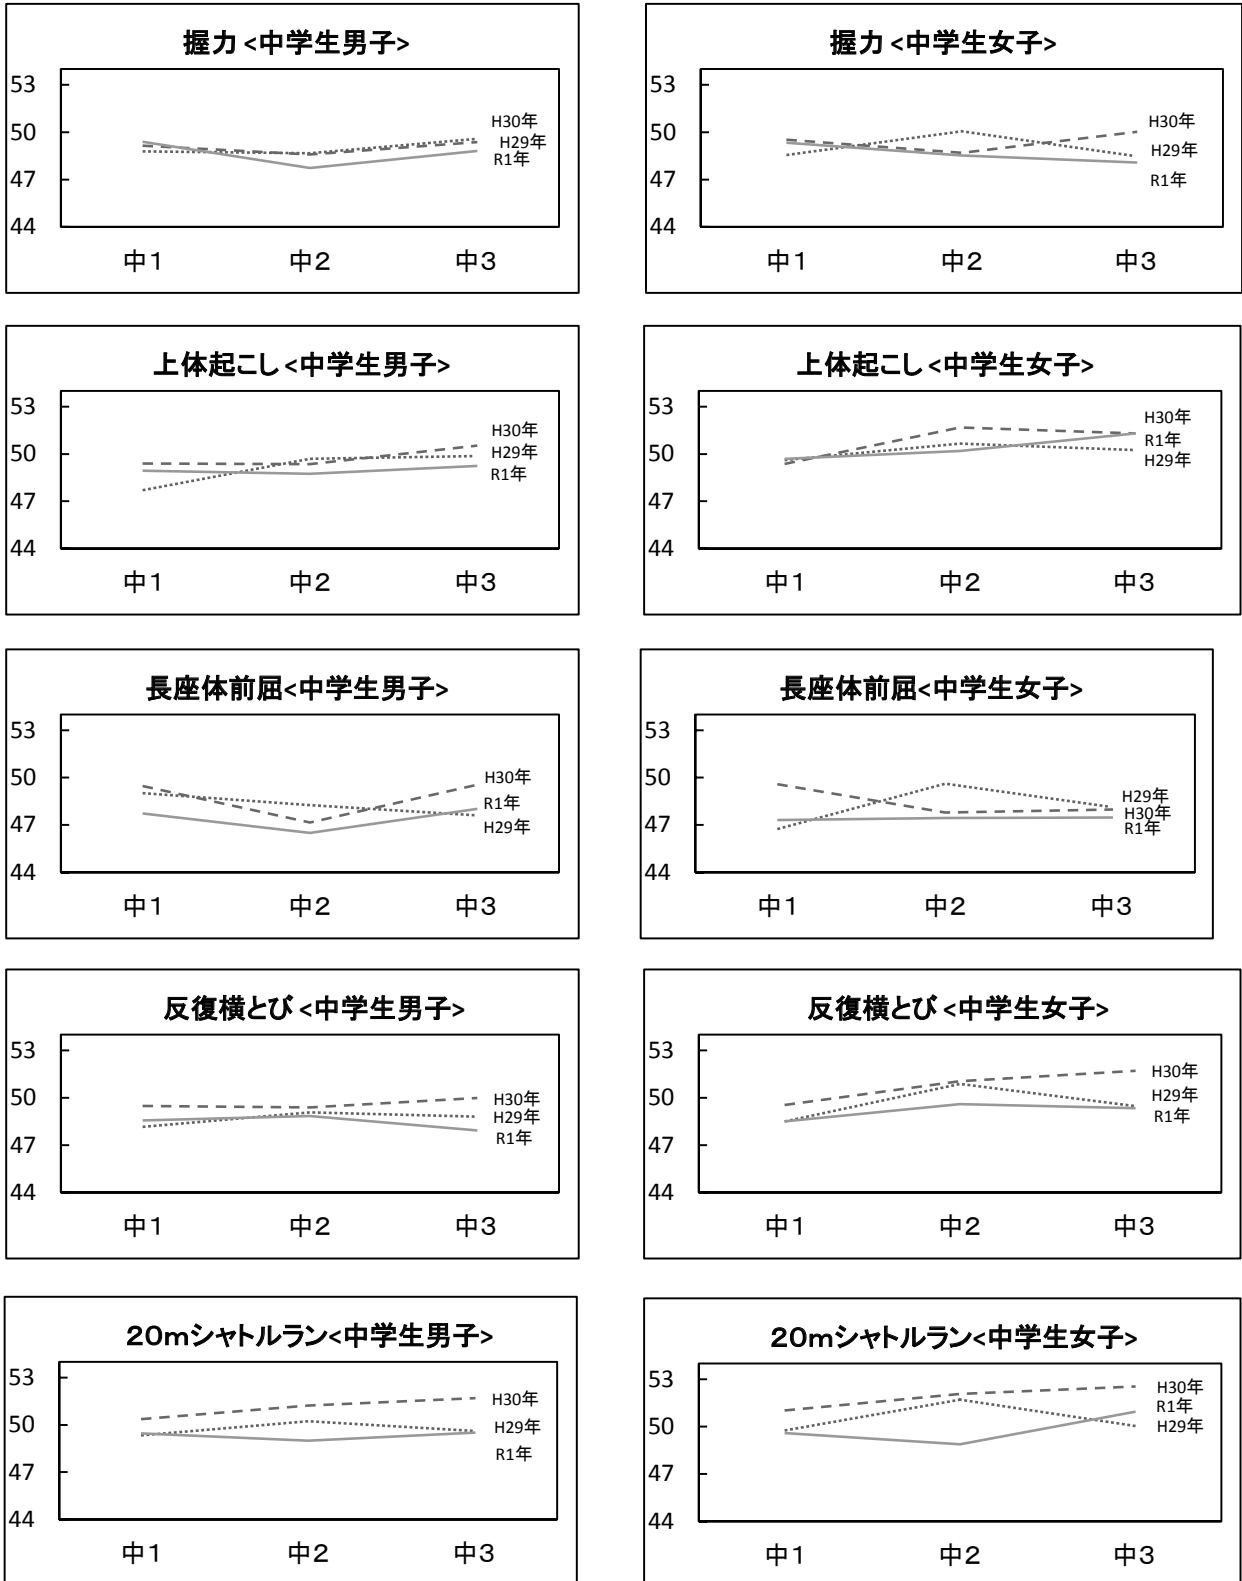 握力 <中学生男子>
53
50
47
44
H30年
H29年
R1年
中1
中2
中3
握力 <中学生女子>
53
50
47
44
H30年
H29年
R1年
中1
中2
中3
上体起こし <中学生男子>
53
50
47
44
H30年
H29年
R1年
中1
中2
中3
上体起こし <中学生女子>
53
50
47
44
H30年
R1年
H29年
中1
中2
中3
長座体前屈<中学生男子>
53
50
47
44
H30年
R1年
H29年
中1
中2
中3
長座体前屈<中学生女子>
53
50
47
44
H29年
H30年
R1年
中1
中2
中3
反復横とび <中学生男子>
53
50
47
44
H30年
H29年
R1年
中1
中2
中3
反復横とび <中学生女子>
53
50
47
44
H30年
H29年
R1年
中1
中2
中3
20mシャトルラン<中学生男子>
53
50
47
44
H30年
H29年
R1年
中1
中2
中3
20mシャトルラン<中学生女子>
53
50
47
44
H30年
R1年
H29年
中1
中2
中3